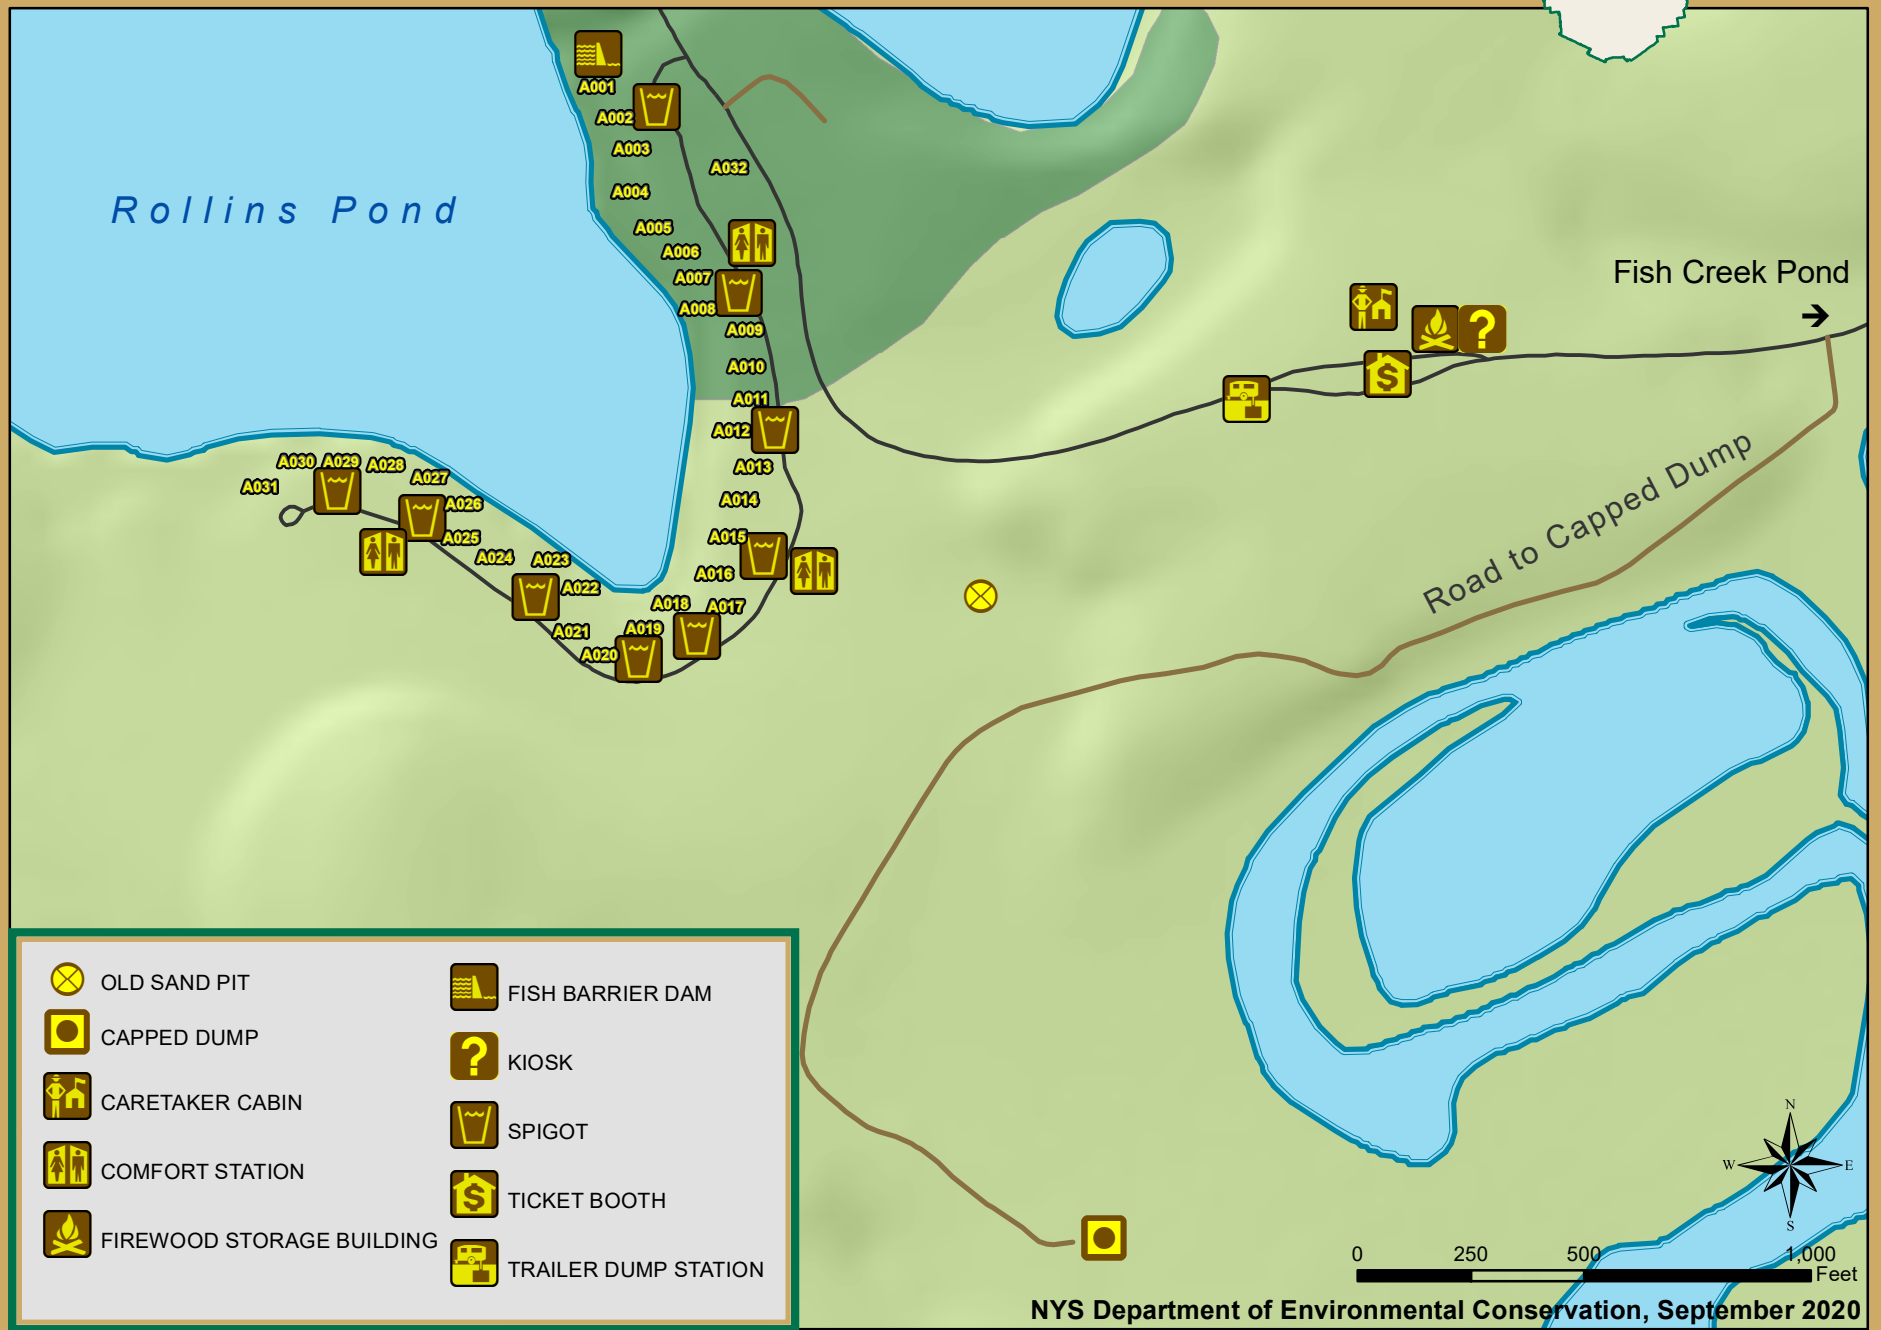 A001
A002
A003
A032
A004
Rollins Pond
A005
A006
A007
Fish Creek Pond
A008
A009
A010
A011
A012
A013
A030
A029
A028
A027
A031
A014
A026
A015
A025
A024
A023
A016
A022
A018
A017
A021
A019
A020
Road to Capped Dump
OLD SAND PIT
CAPPED DUMP
CARETAKER CABIN
COMFORT STATION
FIREWOOD STORAGE BUILDING
FISH BARRIER DAM
? KIOSK
SPIGOT
$ TICKET BOOTH
TRAILER DUMP STATION
?
$
N
W E
S
0 250 500 1,000
Feet
NYS Department of Environmental Conservation, September 2020